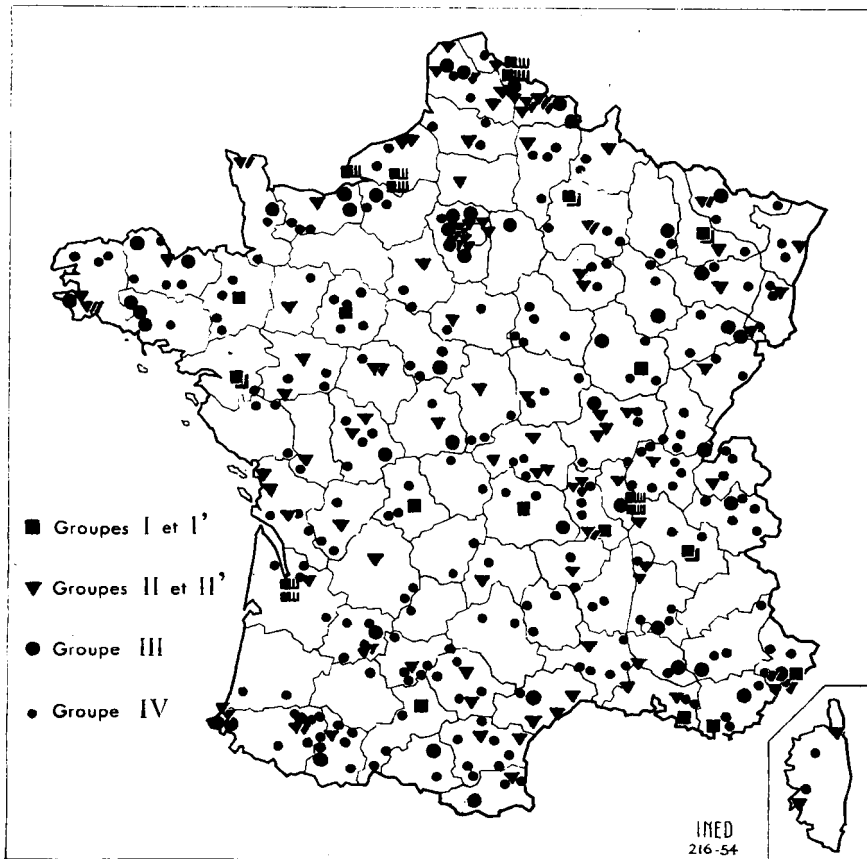 Groupes I et I'
Groupes II et II'
Groupe III
Groupe IV
INED
216-54